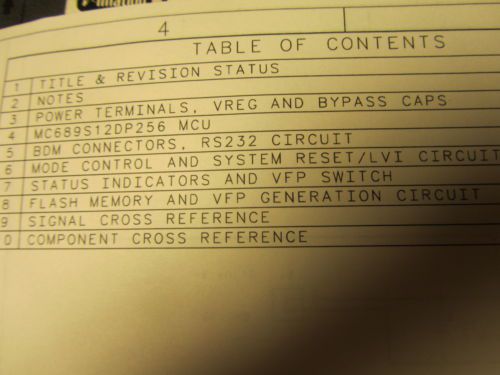 4
TABLE OF CONTENTS
1 TITLE & REVISION STATUS
2 NOTES
3 POWER TERMINALS, VREG AND BYPASS CAPS
4 MC689S12DP256 MCU
5 BDM CONNECTORS, RS232 CIRCUIT
6 MODE CONTROL AND SYSTEM RESET/LVI CIRCUIT
7 STATUS INDICATORS AND VFP SWITCH
8 FLASH MEMORY AND VFP GENERATION CIRCUIT
9 SIGNAL CROSS REFERENCE
0 COMPONENT CROSS REFERENCE